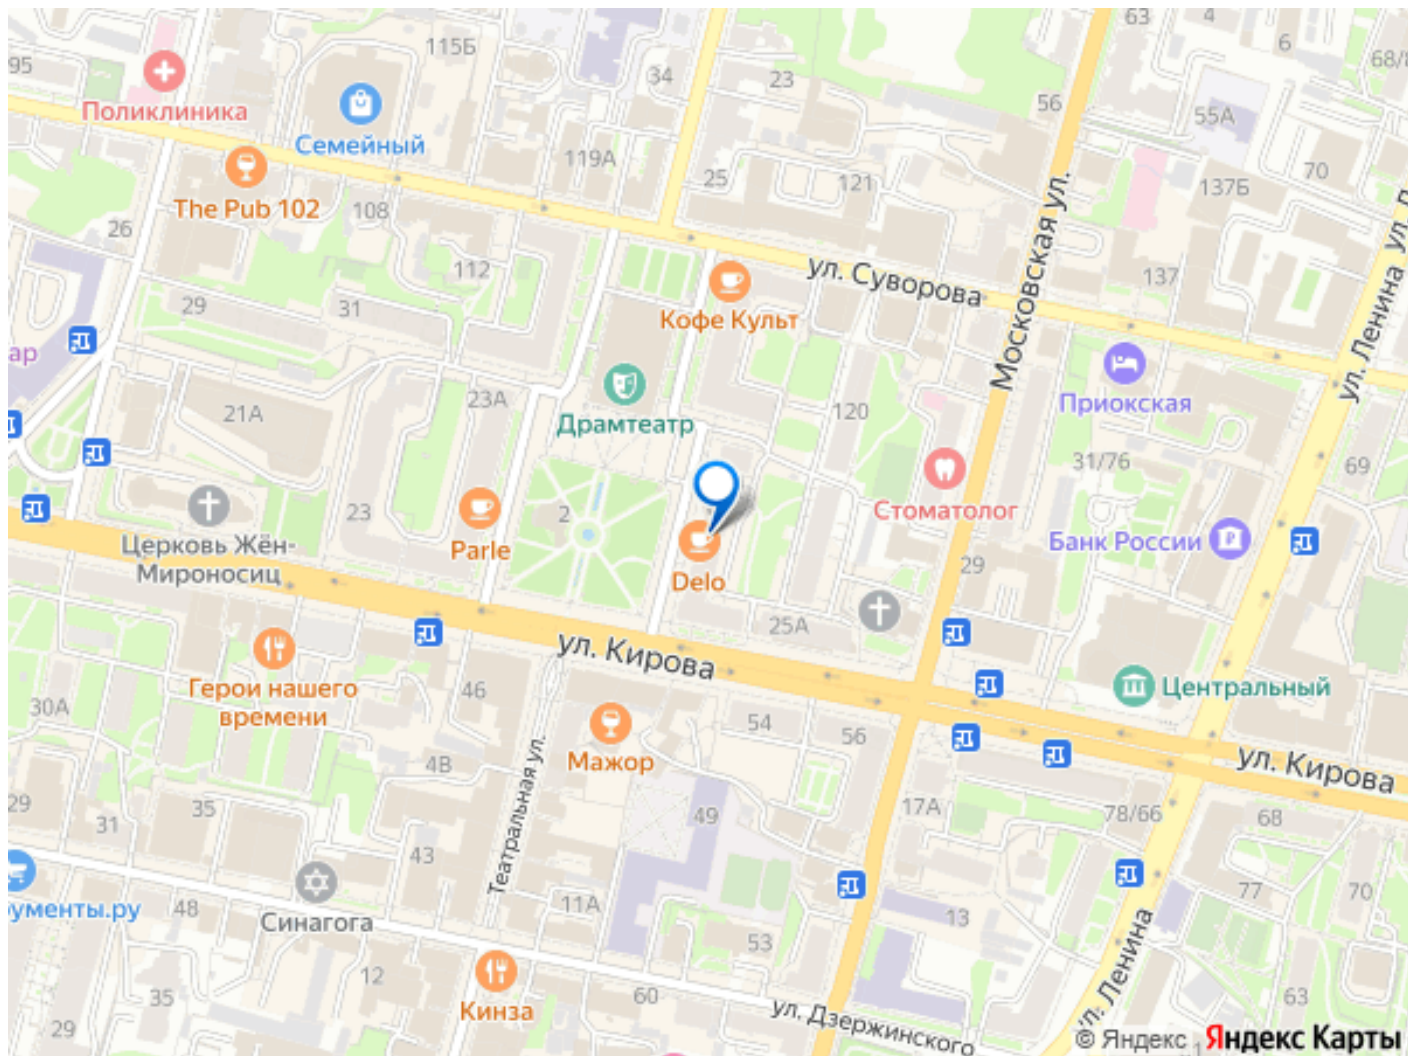 63
4
6
68/8
95
115Б
34
23
56
55А
Поликлиника
Семейный
119А
25
121
137Б
70
The Pub 102
108
26
112
ул. Суворова
Московская ул.
137
ул. Ленина
29
31
Кофе Культ
ар
Приокская
21А
23А
Драмтеатр
120
31/76
69
Стоматолог
23
2
Parle
Delo
Банк России
29
Церковь Жён-
Мироносиц
25А
ул. Кирова
Герои нашего
времени
46
Центральный
30А
54
56
4В
Мажор
ул. Кирова
Театральная ул.
29
35
31
49
17А
78/66
68
43
77
70
ументы.ру
48
Синагога
11А
13
53
ул. Ленина
12
35
Кинза
60
63
29
ул. Дзержинского
© Яндекс
Яндекс Карты